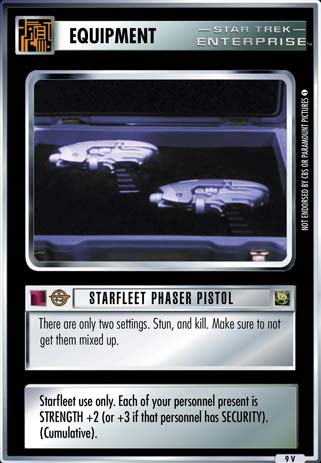 EQUIPMENT
STAR TREK
ENTERPRISE™
NOT ENDORSED BY CBS OR PARAMOUNT PICTURES
STARFLEET PHASER PISTOL
There are only two settings. Stun, and kill. Make sure to not
get them mixed up.
Starfleet use only. Each of your personnel present is
STRENGTH +2 (or +3 if that personnel has SECURITY).
(Cumulative).
9 V